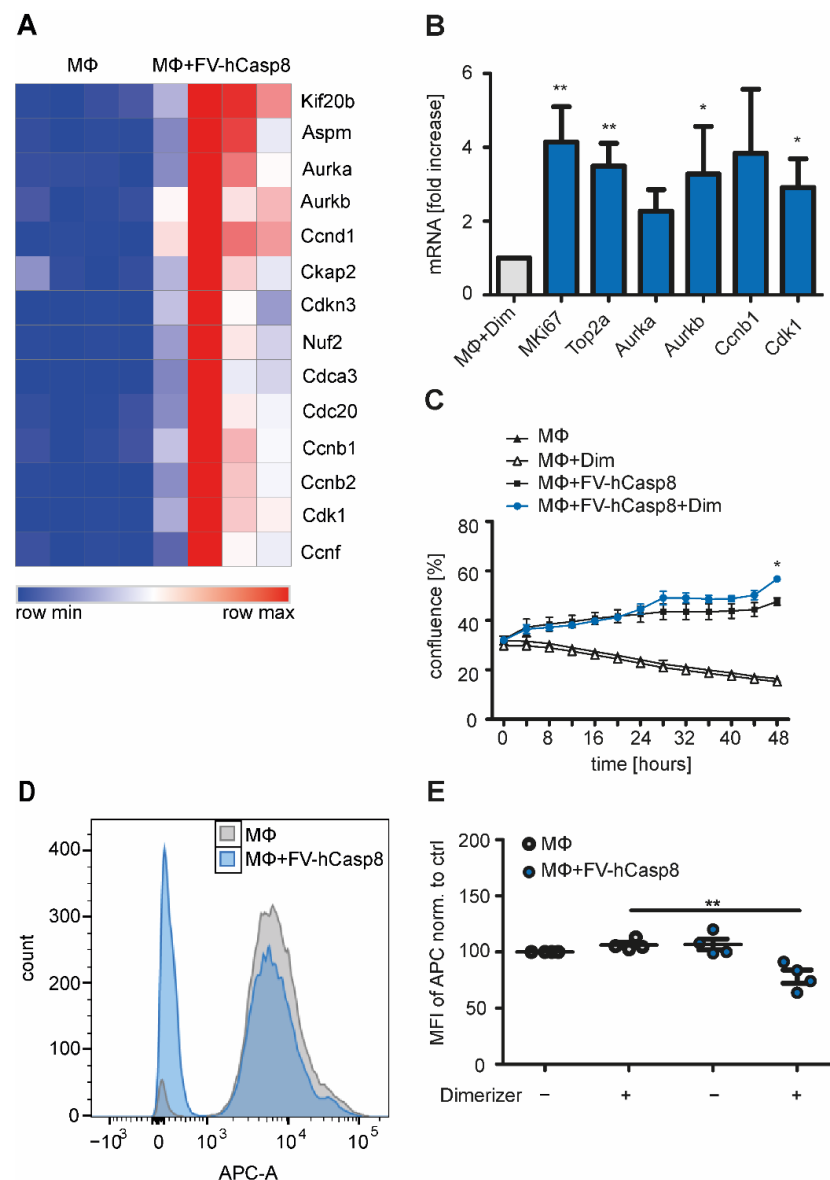 A
MΦ MΦ+FV-hCasp8
Kif20b
Aspm
Aurka
Aurkb
Ccnd1
Ckap2
Cdkn3
Nuf2
Cdca3
Cdc20
Ccnb1
Ccnb2
Cdk1
Ccnf
row min row max
B
mRNA [fold increase]
8
6
4
2
0
** ** * *
MΦ+Dim MKi67 Top2a Aurka Aurkb Ccnb1 Cdk1
C
MΦ
MΦ+Dim
MΦ+FV-hCasp8
MΦ+FV-hCasp8+Dim
confluence [%]
80
60
40
20
0
*
0 8 16 24 32 40 48
time [hours]
D
MΦ
MΦ+FV-hCasp8
count
400
300
200
100
0
−10³ 0 10³ 10⁴ 10⁵
APC-A
E
MΦ
MΦ+FV-hCasp8
**
MFI of APC norm. to ctrl
200
150
100
50
0
Dimerizer − + − +